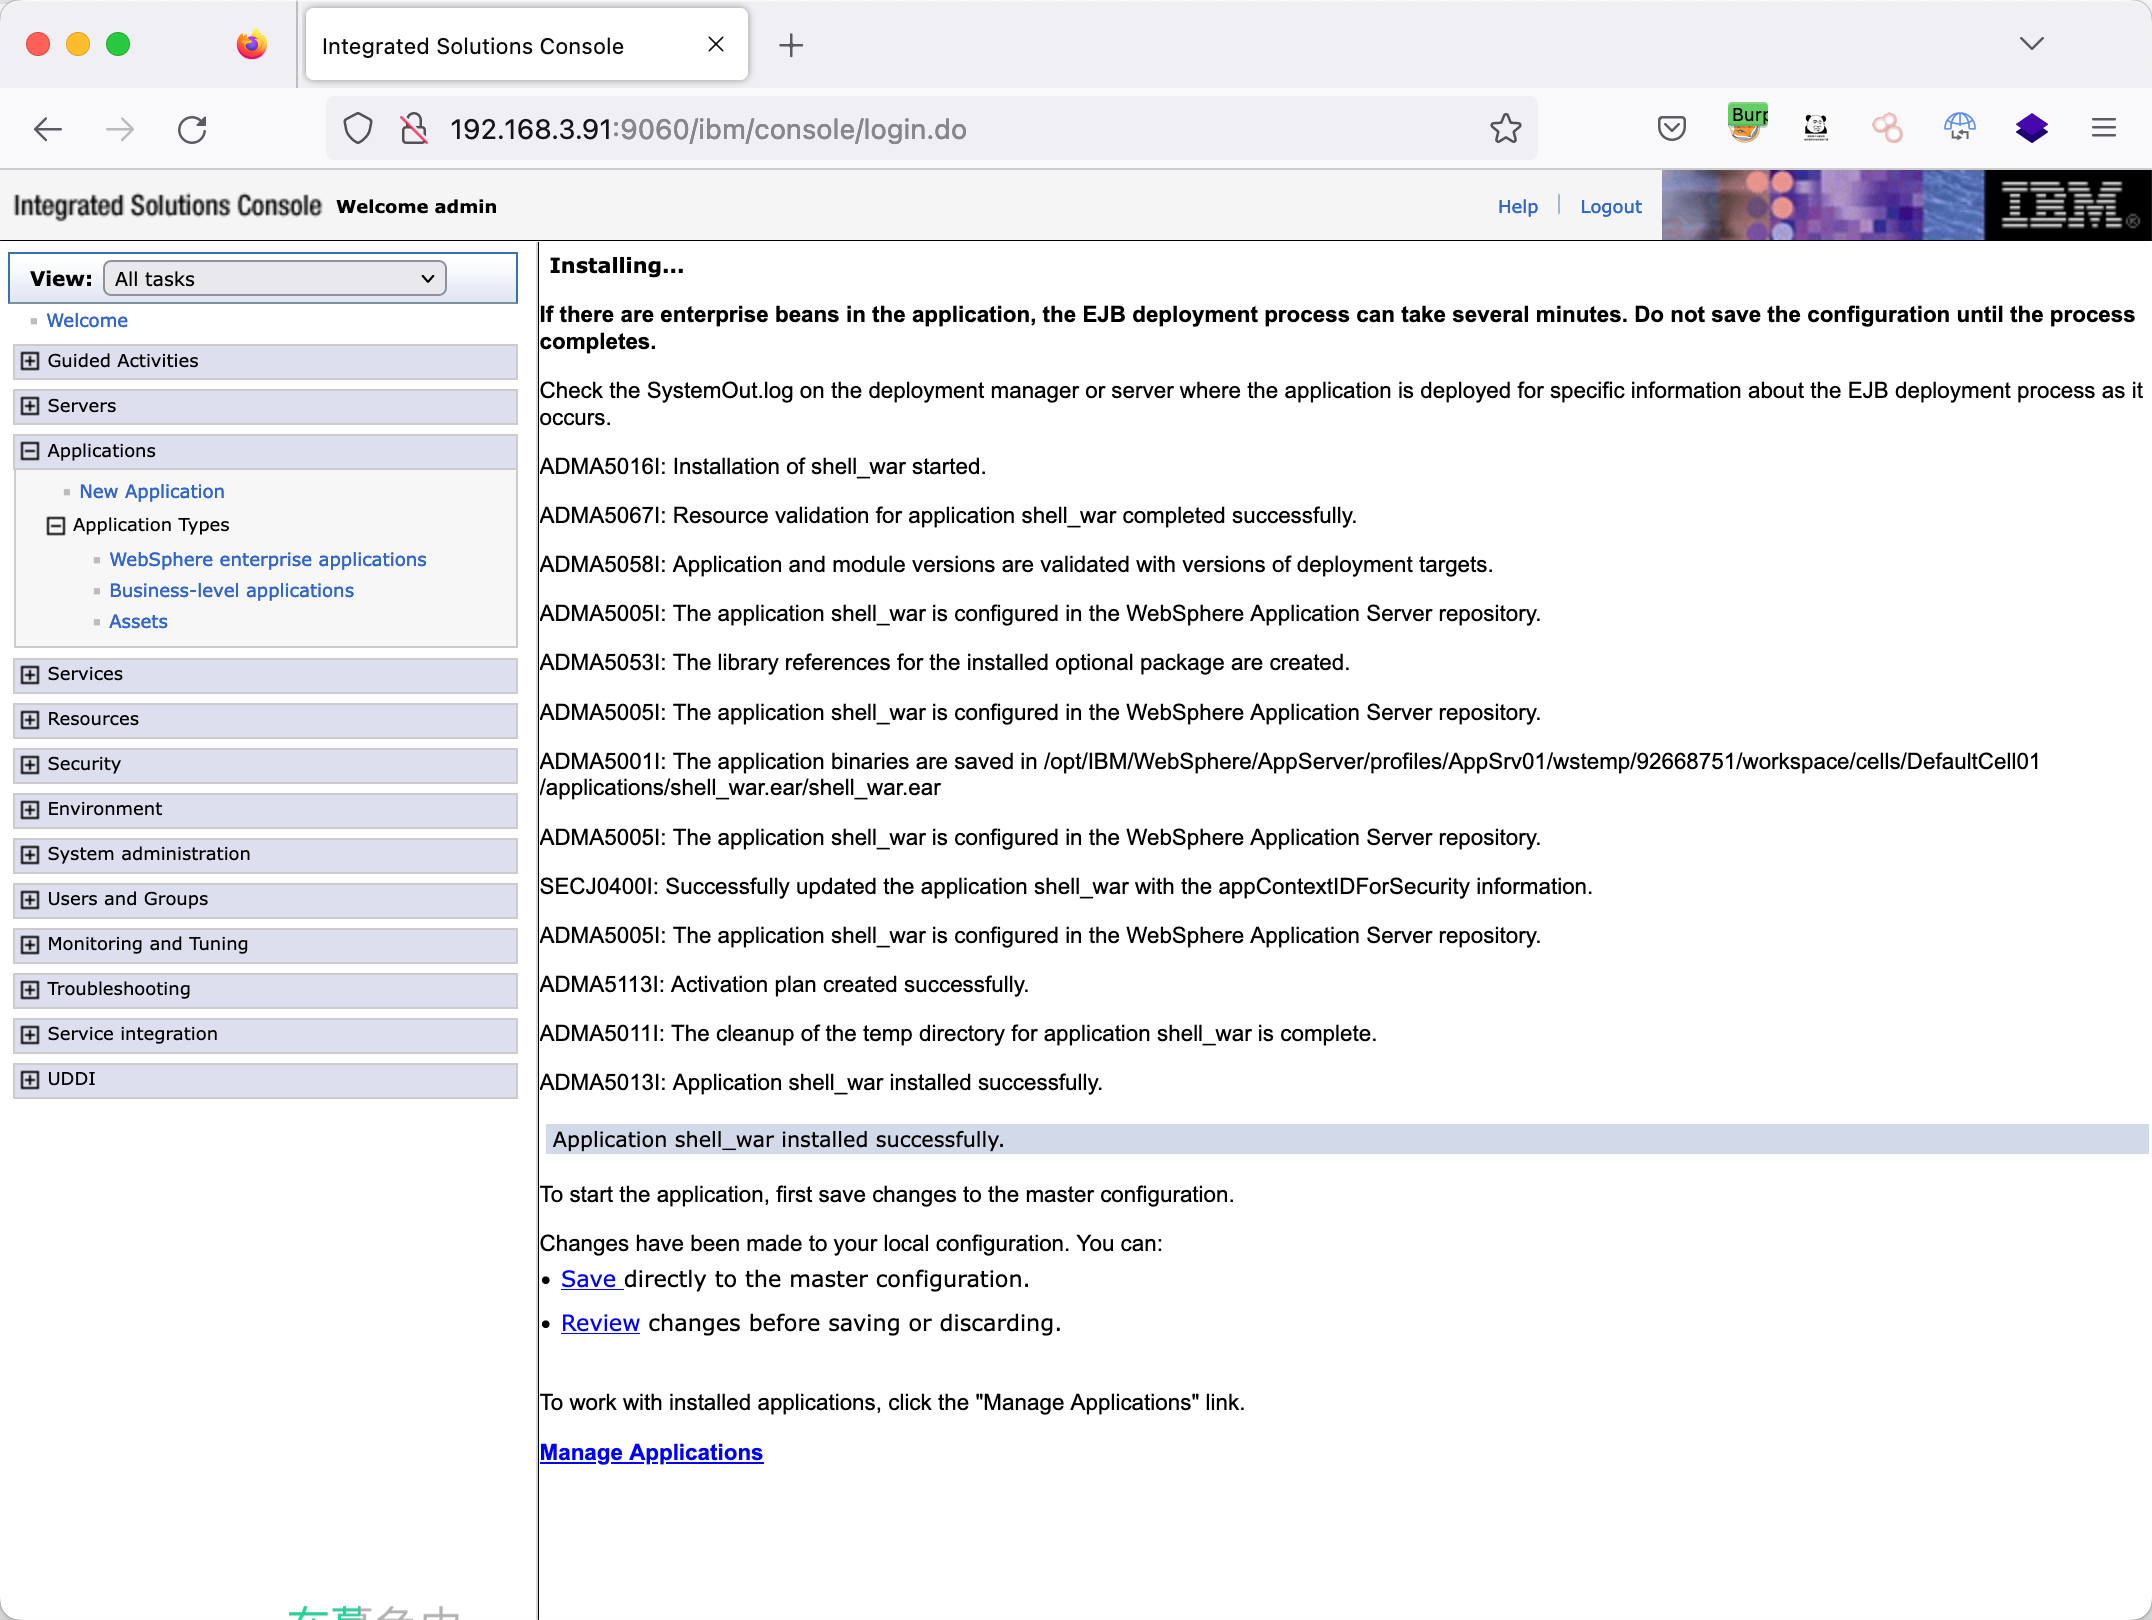 Integrated Solutions Console
192.168.3.91:9060/ibm/console/login.do
Burp
Integrated Solutions Console Welcome admin
Help Logout
IBM®
View: All tasks
Welcome
Guided Activities
Servers
Applications
New Application
Application Types
WebSphere enterprise applications
Business-level applications
Assets
Services
Resources
Security
Environment
System administration
Users and Groups
Monitoring and Tuning
Troubleshooting
Service integration
UDDI
Installing...
If there are enterprise beans in the application, the EJB deployment process can take several minutes. Do not save the configuration until the process
completes.
Check the SystemOut.log on the deployment manager or server where the application is deployed for specific information about the EJB deployment process as it
occurs.
ADMA5016I: Installation of shell_war started.
ADMA5067I: Resource validation for application shell_war completed successfully.
ADMA5058I: Application and module versions are validated with versions of deployment targets.
ADMA5005I: The application shell_war is configured in the WebSphere Application Server repository.
ADMA5053I: The library references for the installed optional package are created.
ADMA5005I: The application shell_war is configured in the WebSphere Application Server repository.
ADMA5001I: The application binaries are saved in /opt/IBM/WebSphere/AppServer/profiles/AppSrv01/wstemp/92668751/workspace/cells/DefaultCell01
/applications/shell_war.ear/shell_war.ear
ADMA5005I: The application shell_war is configured in the WebSphere Application Server repository.
SECJ0400I: Successfully updated the application shell_war with the appContextIDForSecurity information.
ADMA5005I: The application shell_war is configured in the WebSphere Application Server repository.
ADMA5113I: Activation plan created successfully.
ADMA5011I: The cleanup of the temp directory for application shell_war is complete.
ADMA5013I: Application shell_war installed successfully.
Application shell_war installed successfully.
To start the application, first save changes to the master configuration.
Changes have been made to your local configuration. You can:
• Save directly to the master configuration.
• Review changes before saving or discarding.
To work with installed applications, click the "Manage Applications" link.
Manage Applications